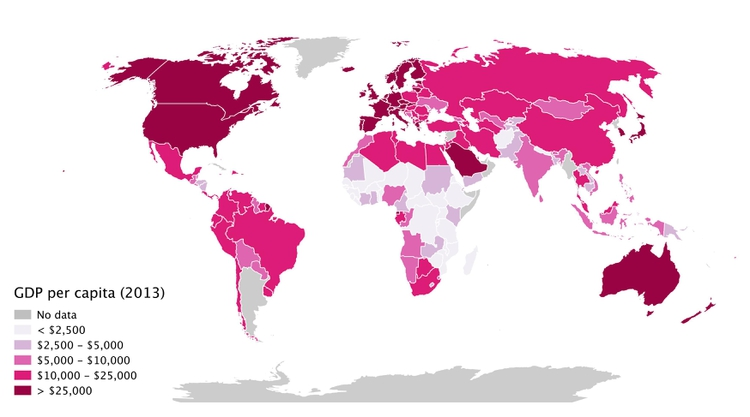 GDP per capita (2013)
No data
< $2,500
$2,500 - $5,000
$5,000 - $10,000
$10,000 - $25,000
> $25,000